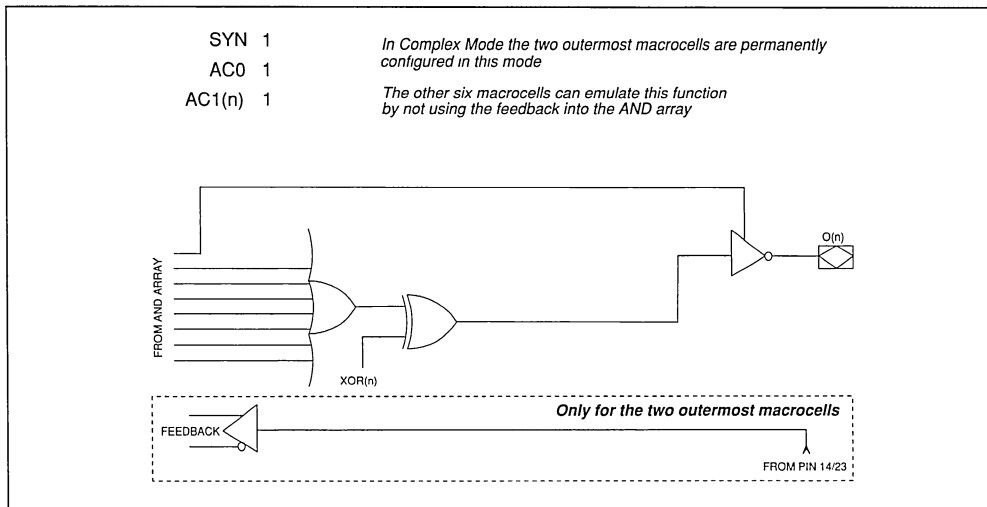 SYN 1
AC0 1
AC1(n) 1
In Complex Mode the two outermost macrocells are permanently
configured in this mode
The other six macrocells can emulate this function
by not using the feedback into the AND array
O(n)
FROM AND ARRAY
XOR(n)
Only for the two outermost macrocells
FEEDBACK
FROM PIN 14/23